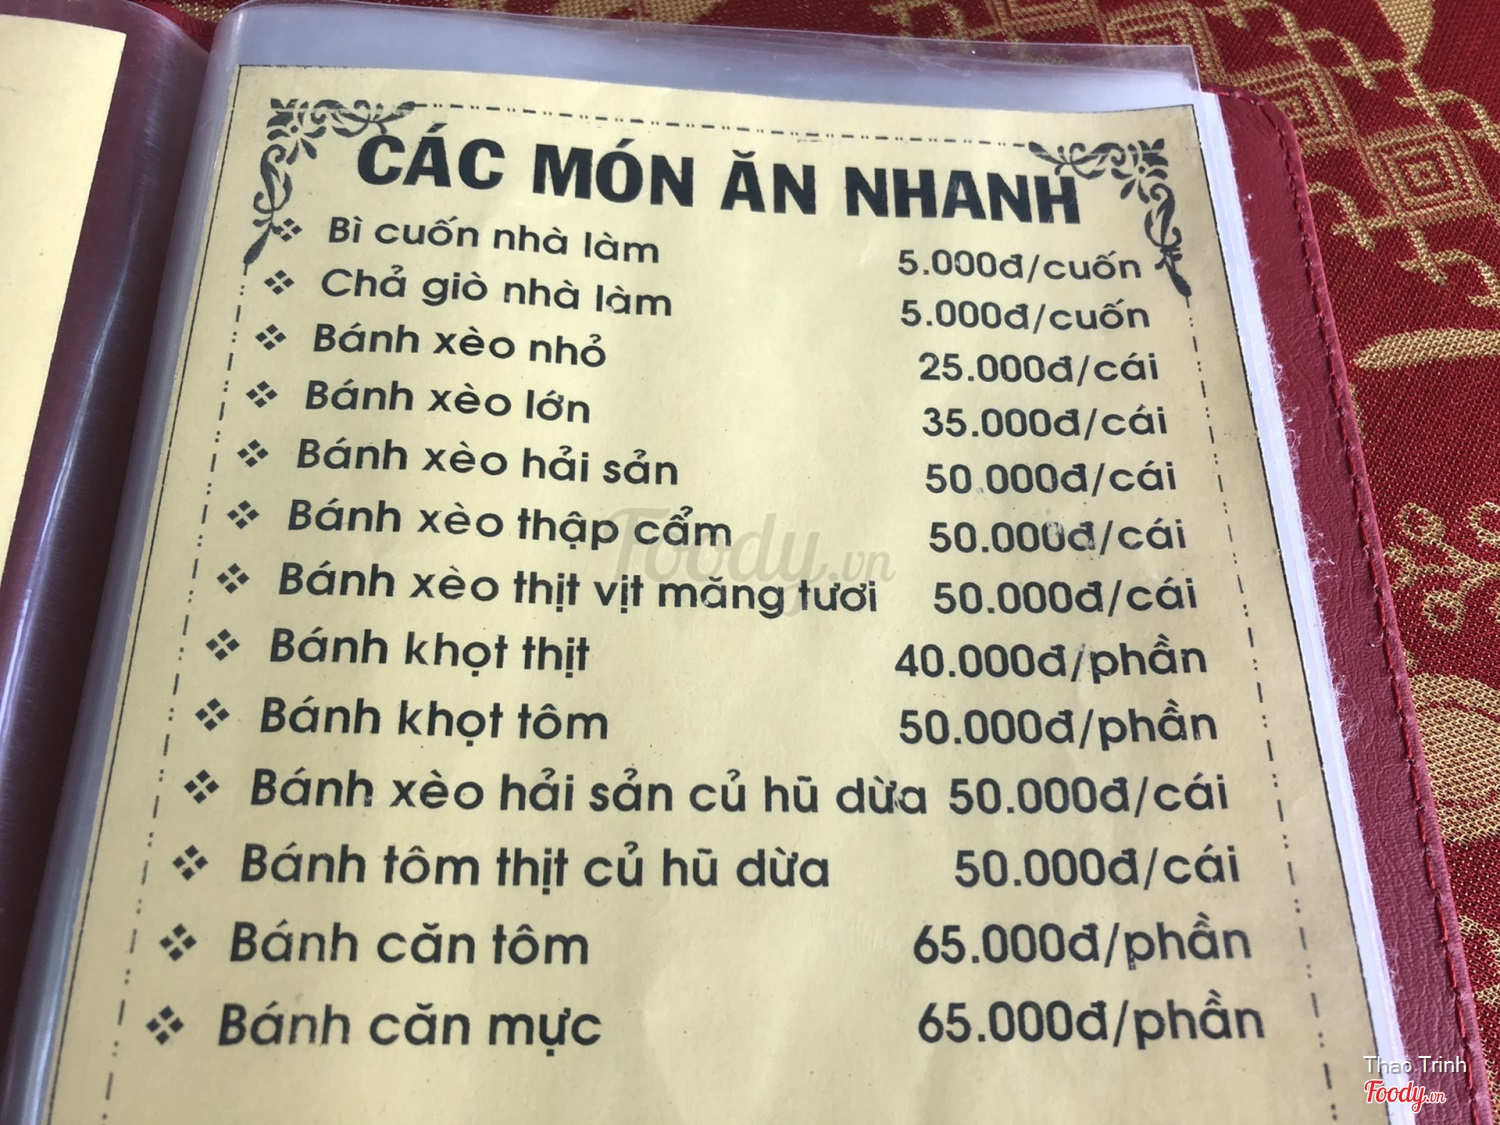 CÁC MÓN ĂN NHANH
❖ Bì cuốn nhà làm 5.000đ/cuốn
❖ Chả giò nhà làm 5.000đ/cuốn
❖ Bánh xèo nhỏ 25.000đ/cái
❖ Bánh xèo lớn 35.000đ/cái
❖ Bánh xèo hải sản 50.000đ/cái
❖ Bánh xèo thập cẩm 50.000đ/cái
❖ Bánh xèo thịt vịt măng tươi 50.000đ/cái
❖ Bánh khọt thịt 40.000đ/phần
❖ Bánh khọt tôm 50.000đ/phần
❖ Bánh xèo hải sản củ hũ dừa 50.000đ/cái
❖ Bánh tôm thịt củ hũ dừa 50.000đ/cái
❖ Bánh căn tôm 65.000đ/phần
❖ Bánh căn mực 65.000đ/phần
Foody.vn
Thao Trinh
Foody.vn